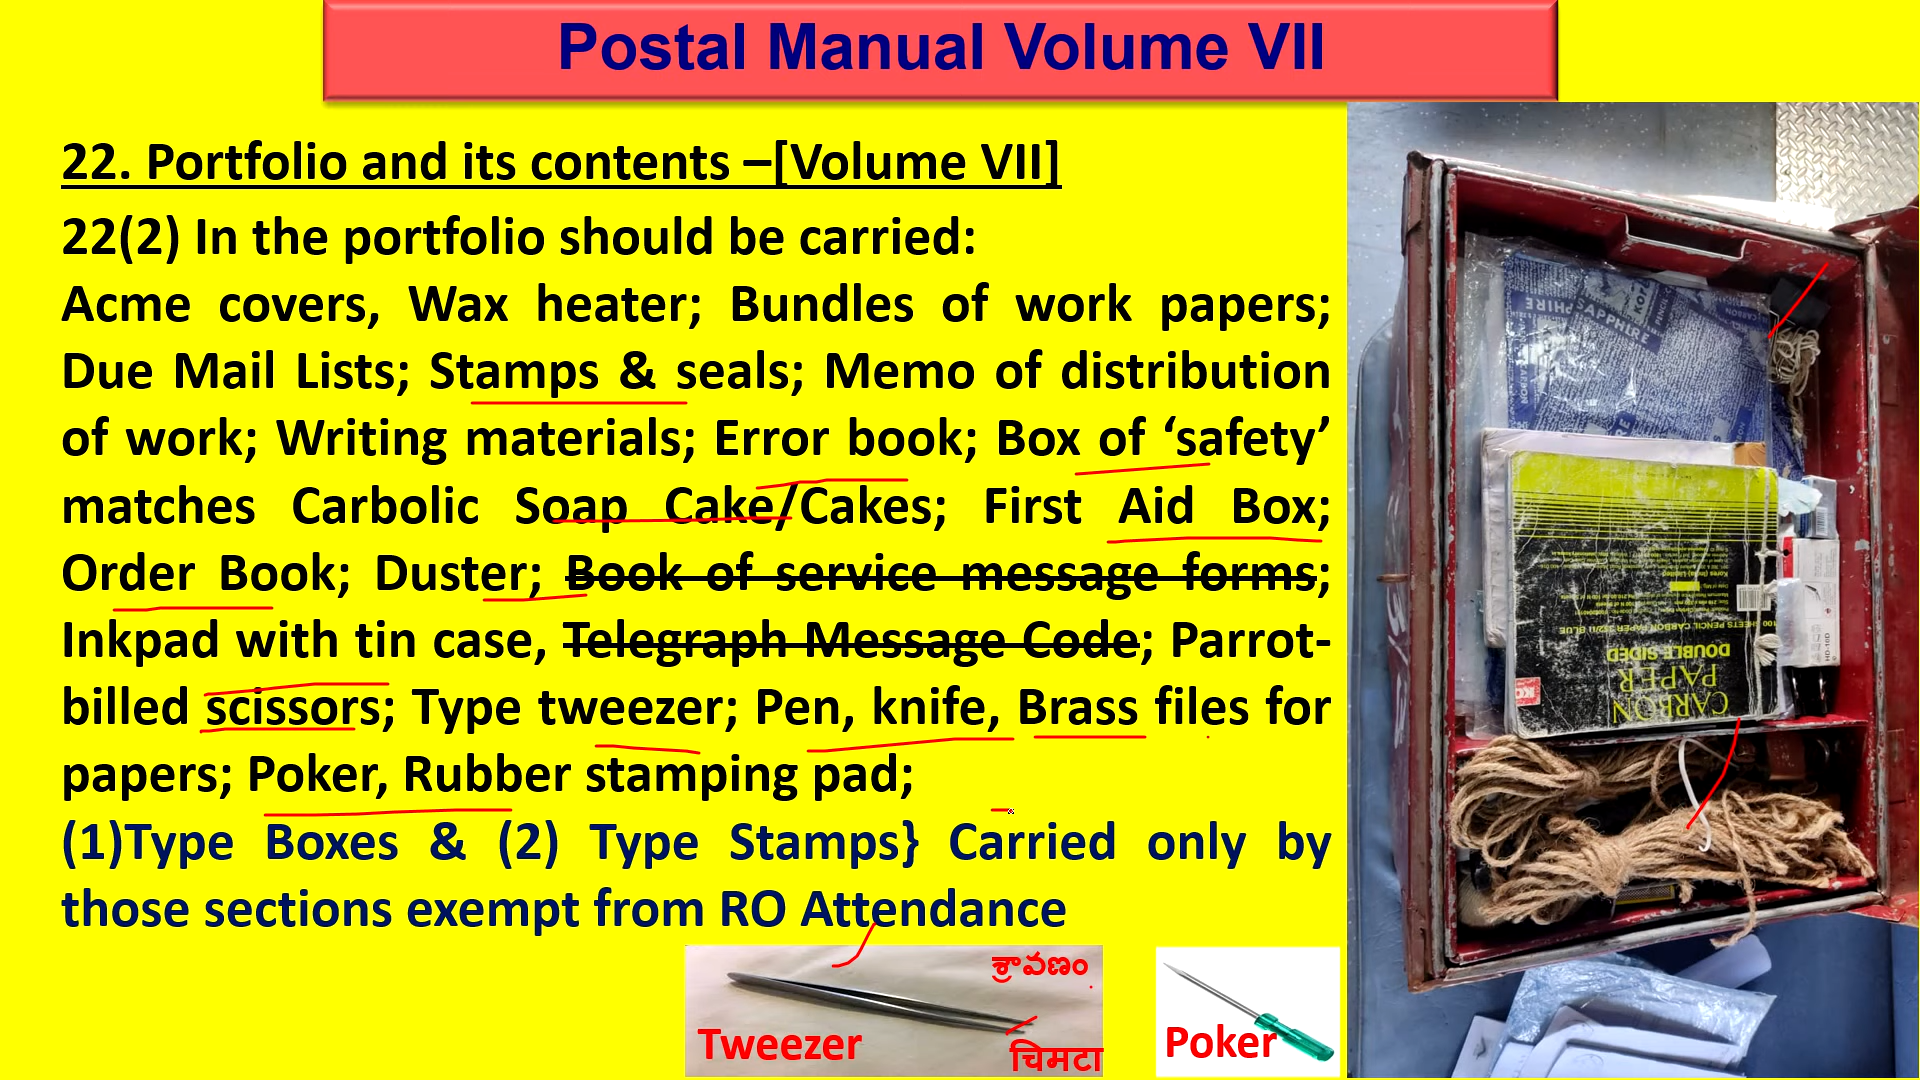 Postal Manual Volume VII
22. Portfolio and its contents –[Volume VII]
22(2) In the portfolio should be carried:
Acme covers, Wax heater; Bundles of work papers;
Due Mail Lists; Stamps & seals; Memo of distribution
of work; Writing materials; Error book; Box of ‘safety’
matches Carbolic Soap Cake/Cakes; First Aid Box;
Order Book; Duster; Book of service message forms;
Inkpad with tin case, Telegraph Message Code; Parrot-
billed scissors; Type tweezer; Pen, knife, Brass files for
papers; Poker, Rubber stamping pad;
(1)Type Boxes & (2) Type Stamps} Carried only by
those sections exempt from RO Attendance
శ్రావణం
Tweezer
चिमटा
Poker
SAPPHIRE
CARBON
PAPER
DOUBLE SIDED